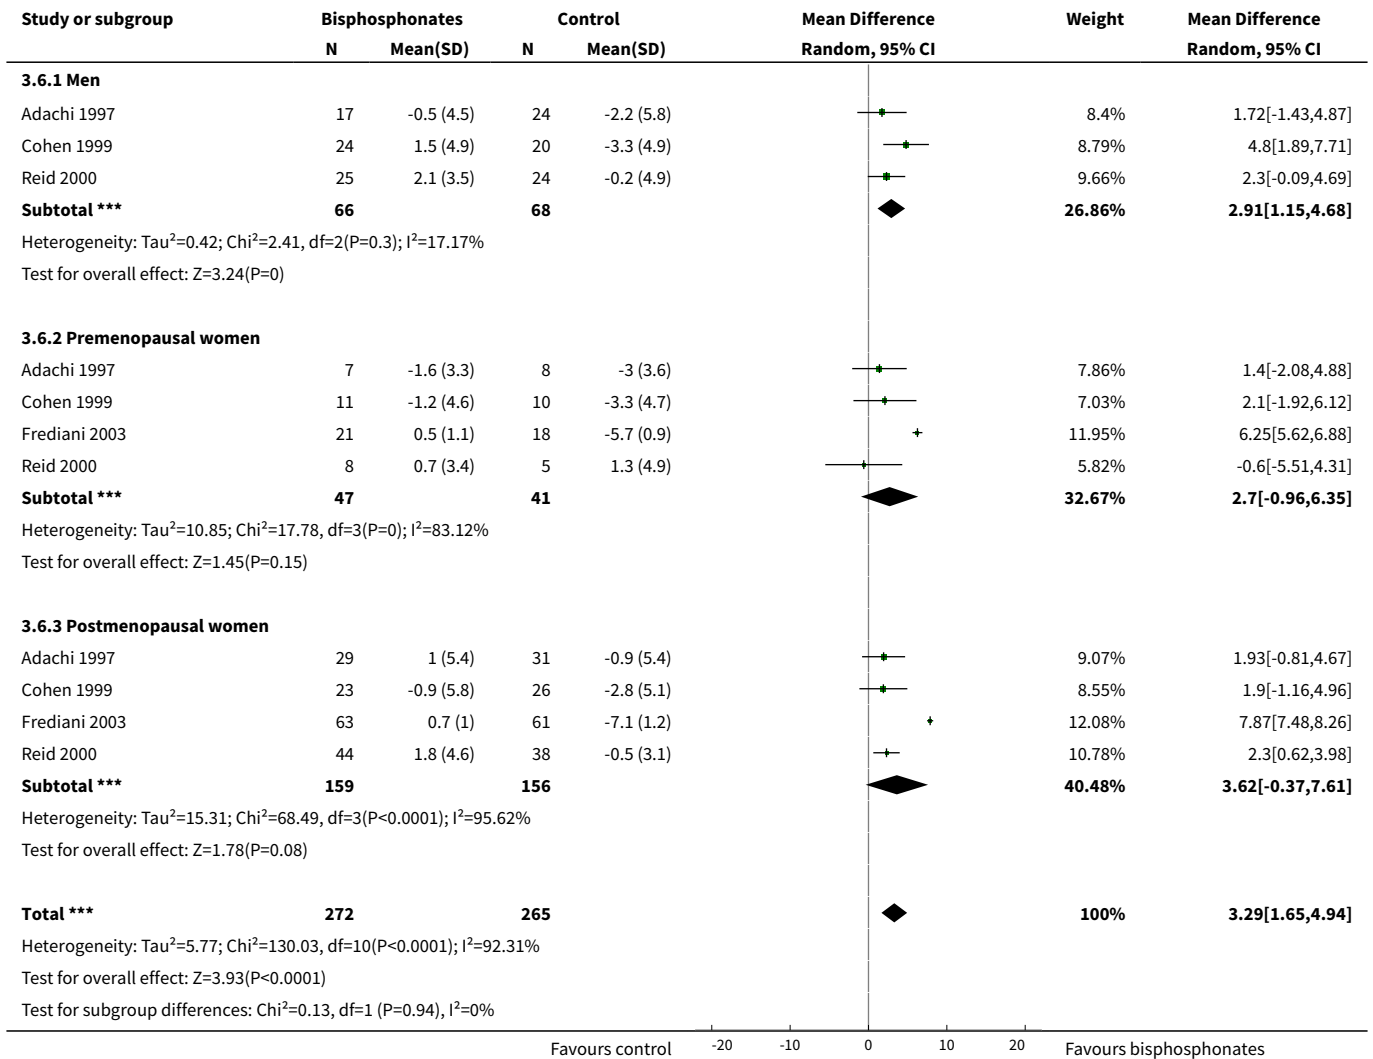 Study or subgroup Bisphosphonates Control Mean Difference Weight Mean Difference
N Mean(SD) N Mean(SD) Random, 95% CI Random, 95% CI
3.6.1 Men
Adachi 1997 17 -0.5 (4.5) 24 -2.2 (5.8) 8.4% 1.72[-1.43,4.87]
Cohen 1999 24 1.5 (4.9) 20 -3.3 (4.9) 8.79% 4.8[1.89,7.71]
Reid 2000 25 2.1 (3.5) 24 -0.2 (4.9) 9.66% 2.3[-0.09,4.69]
Subtotal *** 66 68 26.86% 2.91[1.15,4.68]
Heterogeneity: Tau²=0.42; Chi²=2.41, df=2(P=0.3); I²=17.17%
Test for overall effect: Z=3.24(P=0)
3.6.2 Premenopausal women
Adachi 1997 7 -1.6 (3.3) 8 -3 (3.6) 7.86% 1.4[-2.08,4.88]
Cohen 1999 11 -1.2 (4.6) 10 -3.3 (4.7) 7.03% 2.1[-1.92,6.12]
Frediani 2003 21 0.5 (1.1) 18 -5.7 (0.9) 11.95% 6.25[5.62,6.88]
Reid 2000 8 0.7 (3.4) 5 1.3 (4.9) 5.82% -0.6[-5.51,4.31]
Subtotal *** 47 41 32.67% 2.7[-0.96,6.35]
Heterogeneity: Tau²=10.85; Chi²=17.78, df=3(P=0); I²=83.12%
Test for overall effect: Z=1.45(P=0.15)
3.6.3 Postmenopausal women
Adachi 1997 29 1 (5.4) 31 -0.9 (5.4) 9.07% 1.93[-0.81,4.67]
Cohen 1999 23 -0.9 (5.8) 26 -2.8 (5.1) 8.55% 1.9[-1.16,4.96]
Frediani 2003 63 0.7 (1) 61 -7.1 (1.2) 12.08% 7.87[7.48,8.26]
Reid 2000 44 1.8 (4.6) 38 -0.5 (3.1) 10.78% 2.3[0.62,3.98]
Subtotal *** 159 156 40.48% 3.62[-0.37,7.61]
Heterogeneity: Tau²=15.31; Chi²=68.49, df=3(P<0.0001); I²=95.62%
Test for overall effect: Z=1.78(P=0.08)
Total *** 272 265 100% 3.29[1.65,4.94]
Heterogeneity: Tau²=5.77; Chi²=130.03, df=10(P<0.0001); I²=92.31%
Test for overall effect: Z=3.93(P<0.0001)
Test for subgroup differences: Chi²=0.13, df=1 (P=0.94), I²=0%
Favours control -20 -10 0 10 20 Favours bisphosphonates